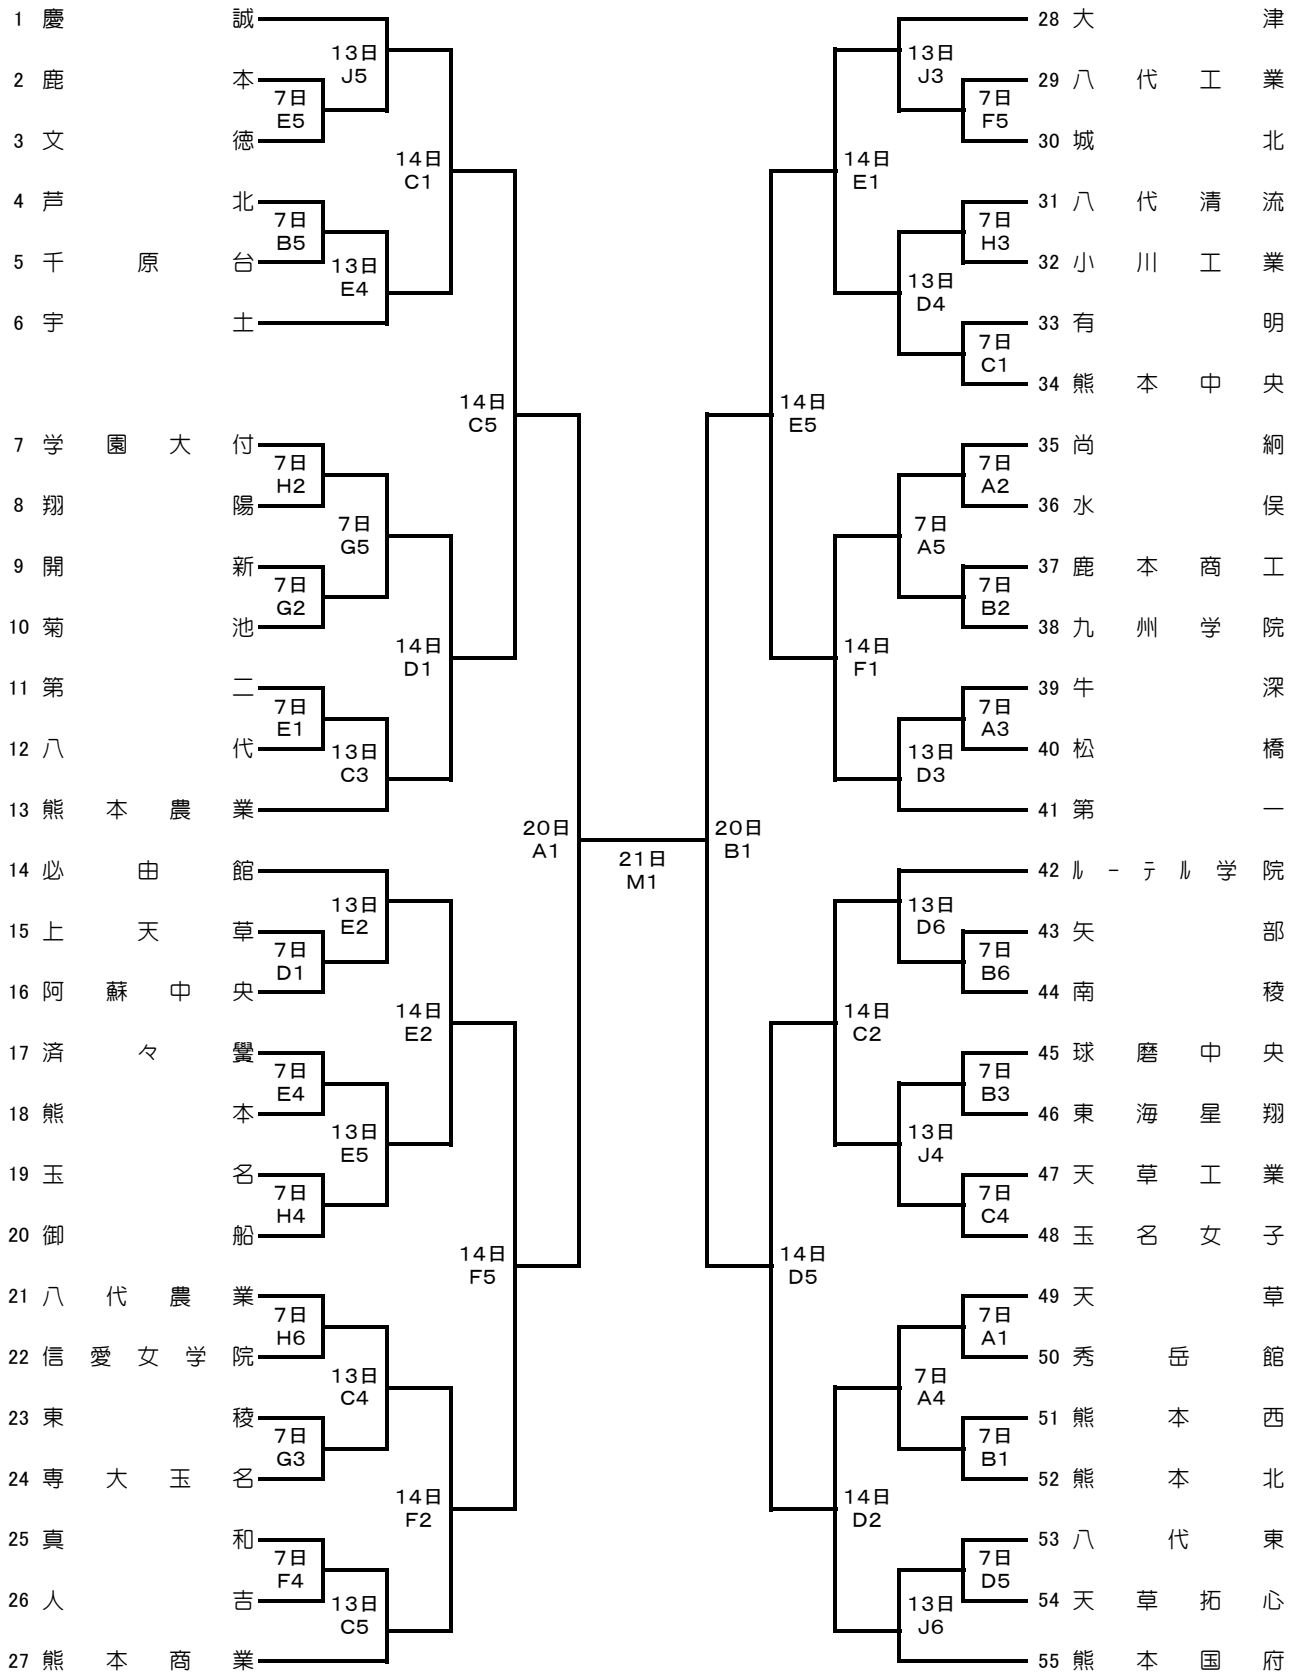 1 慶誠
2 鹿本
3 文徳
4 芦北
5 千原台
6 宇土
7 学園大付
8 翔陽
9 開新
10 菊池
11 第二
12 八代
13 熊本農業
14 必由館
15 上天草
16 阿蘇中央
17 済々黌
18 熊本
19 玉名
20 御船
21 八代農業
22 信愛女学院
23 東稜
24 専大玉名
25 真和
26 人吉
27 熊本商業
7日
E5
7日
B5
7日
H2
7日
G2
7日
E1
7日
D1
7日
E4
7日
H4
7日
H6
7日
G3
7日
F4
13日
J5
13日
E4
7日
G5
13日
C3
13日
E2
13日
E5
13日
C4
13日
C5
14日
C1
14日
D1
14日
E2
14日
F2
14日
C5
14日
F5
20日
A1
21日
M1
20日
B1
14日
E5
14日
D5
14日
E1
14日
F1
14日
C2
14日
D2
13日
J3
13日
D4
7日
A5
13日
D3
13日
D6
13日
J4
7日
A4
13日
J6
7日
F5
7日
H3
7日
C1
7日
A2
7日
B2
7日
A3
7日
B6
7日
B3
7日
C4
7日
A1
7日
B1
7日
D5
28 大津
29 八代工業
30 城北
31 八代清流
32 小川工業
33 有明
34 熊本中央
35 尚絅
36 水俣
37 鹿本商工
38 九州学院
39 牛深
40 松橋
41 第一
42 ﾙｰﾃﾙ学院
43 矢部
44 南稜
45 球磨中央
46 東海星翔
47 天草工業
48 玉名女子
49 天草
50 秀岳館
51 熊本西
52 熊本北
53 八代東
54 天草拓心
55 熊本国府